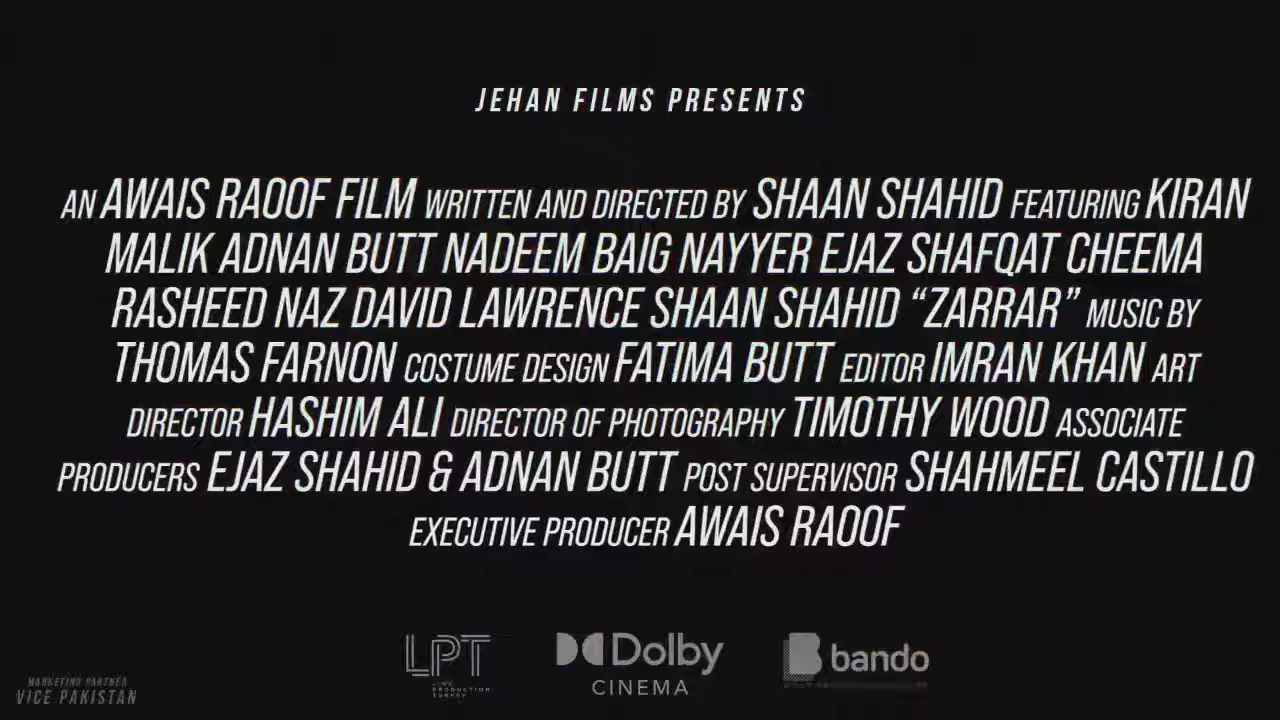 JEHAN FILMS PRESENTS
AN AWAIS RAOOF FILM WRITTEN AND DIRECTED BY SHAAN SHAHID FEATURING KIRAN
MALIK ADNAN BUTT NADEEM BAIG NAYYER EJAZ SHAFQAT CHEEMA
RASHEED NAZ DAVID LAWRENCE SHAAN SHAHID “ZARRAR” MUSIC BY
THOMAS FARNON COSTUME DESIGN FATIMA BUTT EDITOR IMRAN KHAN ART
DIRECTOR HASHIM ALI DIRECTOR OF PHOTOGRAPHY TIMOTHY WOOD ASSOCIATE
PRODUCERS EJAZ SHAHID & ADNAN BUTT POST SUPERVISOR SHAHMEEL CASTILLO
EXECUTIVE PRODUCER AWAIS RAOOF
LPT
PRODUCTION
TURKEY
Dolby
CINEMA
bando
MARKETING PARTNER
VICE PAKISTAN